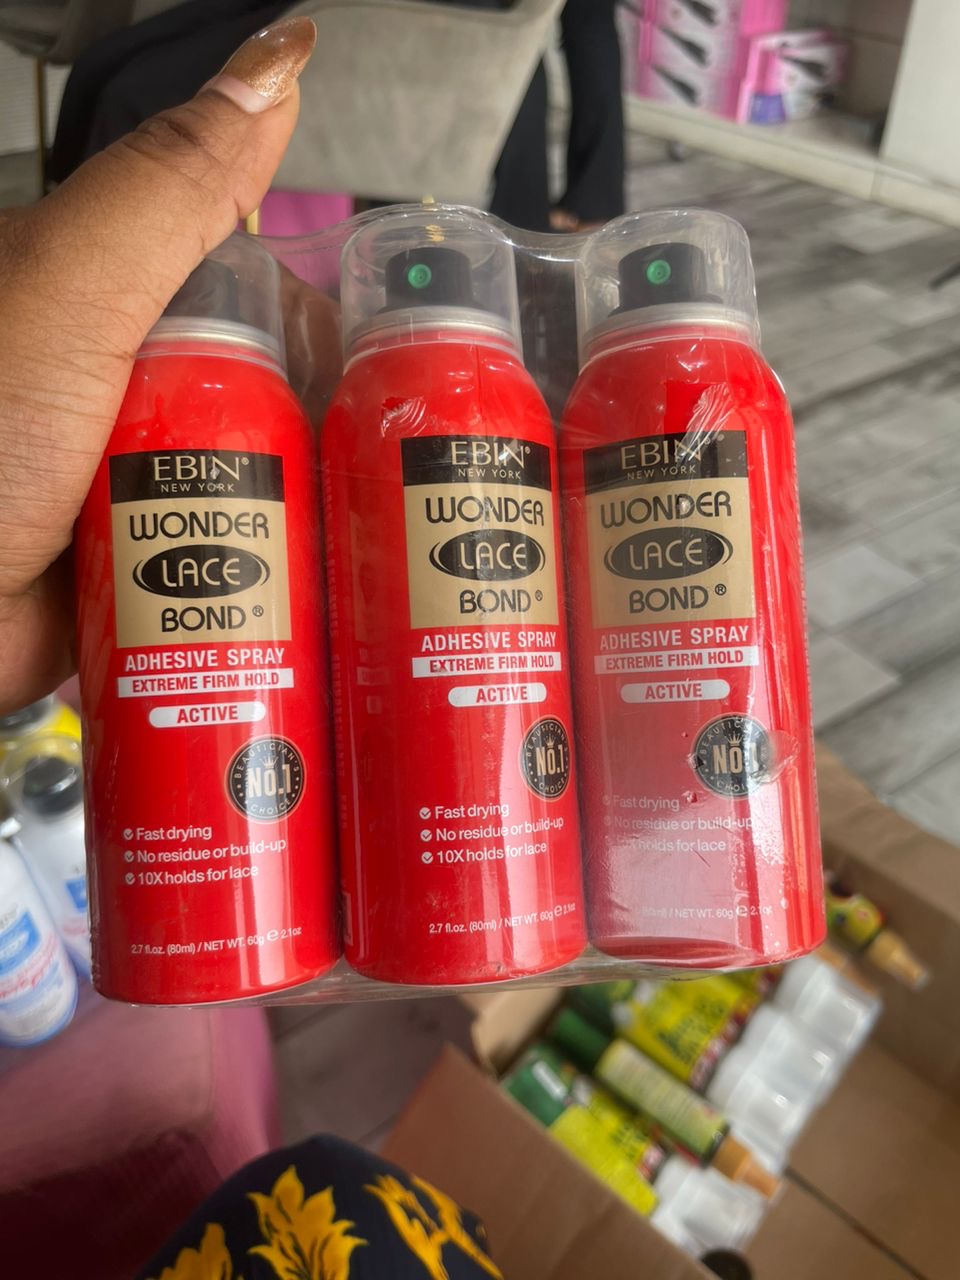 EBIN®
NEW YORK
WONDER
LACE
BOND®
ADHESIVE SPRAY
EXTREME FIRM HOLD
ACTIVE
BEAUTICIAN'S
NO.1
CHOICE
Fast drying
No residue or build-up
10X holds for lace
2.7 fl.oz. (80ml) / NET WT. 60g ℮ 2.1oz
EBIN®
NEW YORK
WONDER
LACE
BOND®
ADHESIVE SPRAY
EXTREME FIRM HOLD
ACTIVE
BEAUTICIAN'S
NO.1
CHOICE
Fast drying
No residue or build-up
10X holds for lace
2.7 fl.oz. (80ml) / NET WT. 60g ℮ 2.1oz
EBIN®
NEW YORK
WONDER
LACE
BOND®
ADHESIVE SPRAY
EXTREME FIRM HOLD
ACTIVE
BEAUTICIAN'S
NO.1
CHOICE
Fast drying
No residue or build-up
holds for lace
(80ml) / NET WT. 60g ℮ 2.1oz